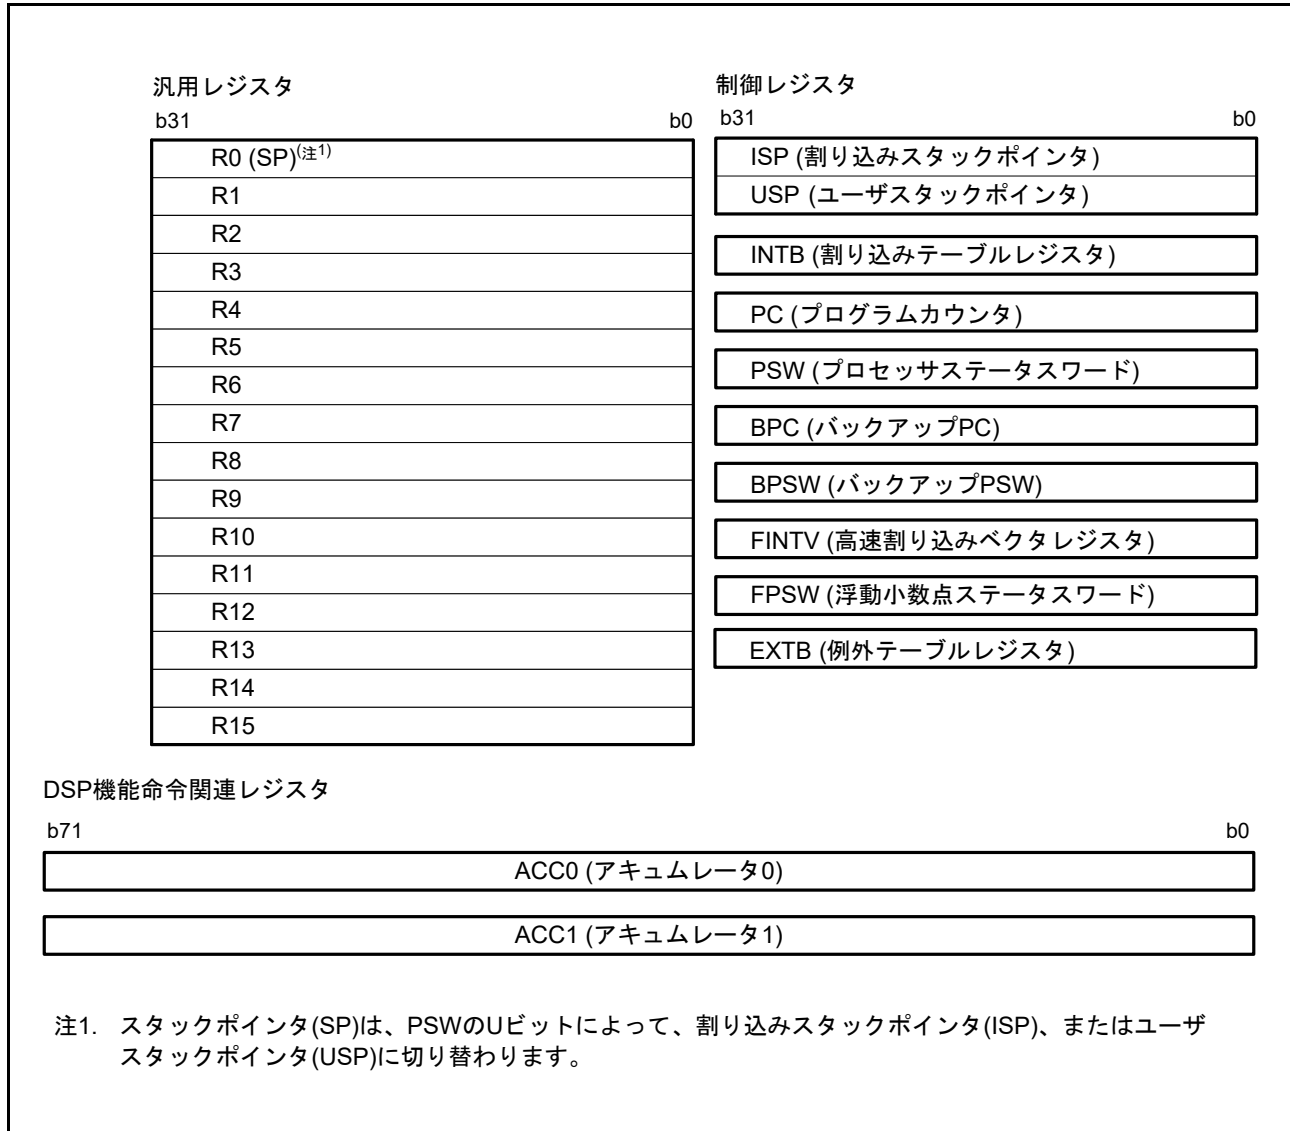 汎用レジスタ
b31 b0
R0 (SP)(注1)
R1
R2
R3
R4
R5
R6
R7
R8
R9
R10
R11
R12
R13
R14
R15
制御レジスタ
b31 b0
ISP (割り込みスタックポインタ)
USP (ユーザスタックポインタ)
INTB (割り込みテーブルレジスタ)
PC (プログラムカウンタ)
PSW (プロセッサステータスワード)
BPC (バックアップPC)
BPSW (バックアップPSW)
FINTV (高速割り込みベクタレジスタ)
FPSW (浮動小数点ステータスワード)
EXTB (例外テーブルレジスタ)
DSP機能命令関連レジスタ
b71 b0
ACC0 (アキュムレータ0)
ACC1 (アキュムレータ1)
注1. スタックポインタ(SP)は、PSWのUビットによって、割り込みスタックポインタ(ISP)、またはユーザ
スタックポインタ(USP)に切り替わります。